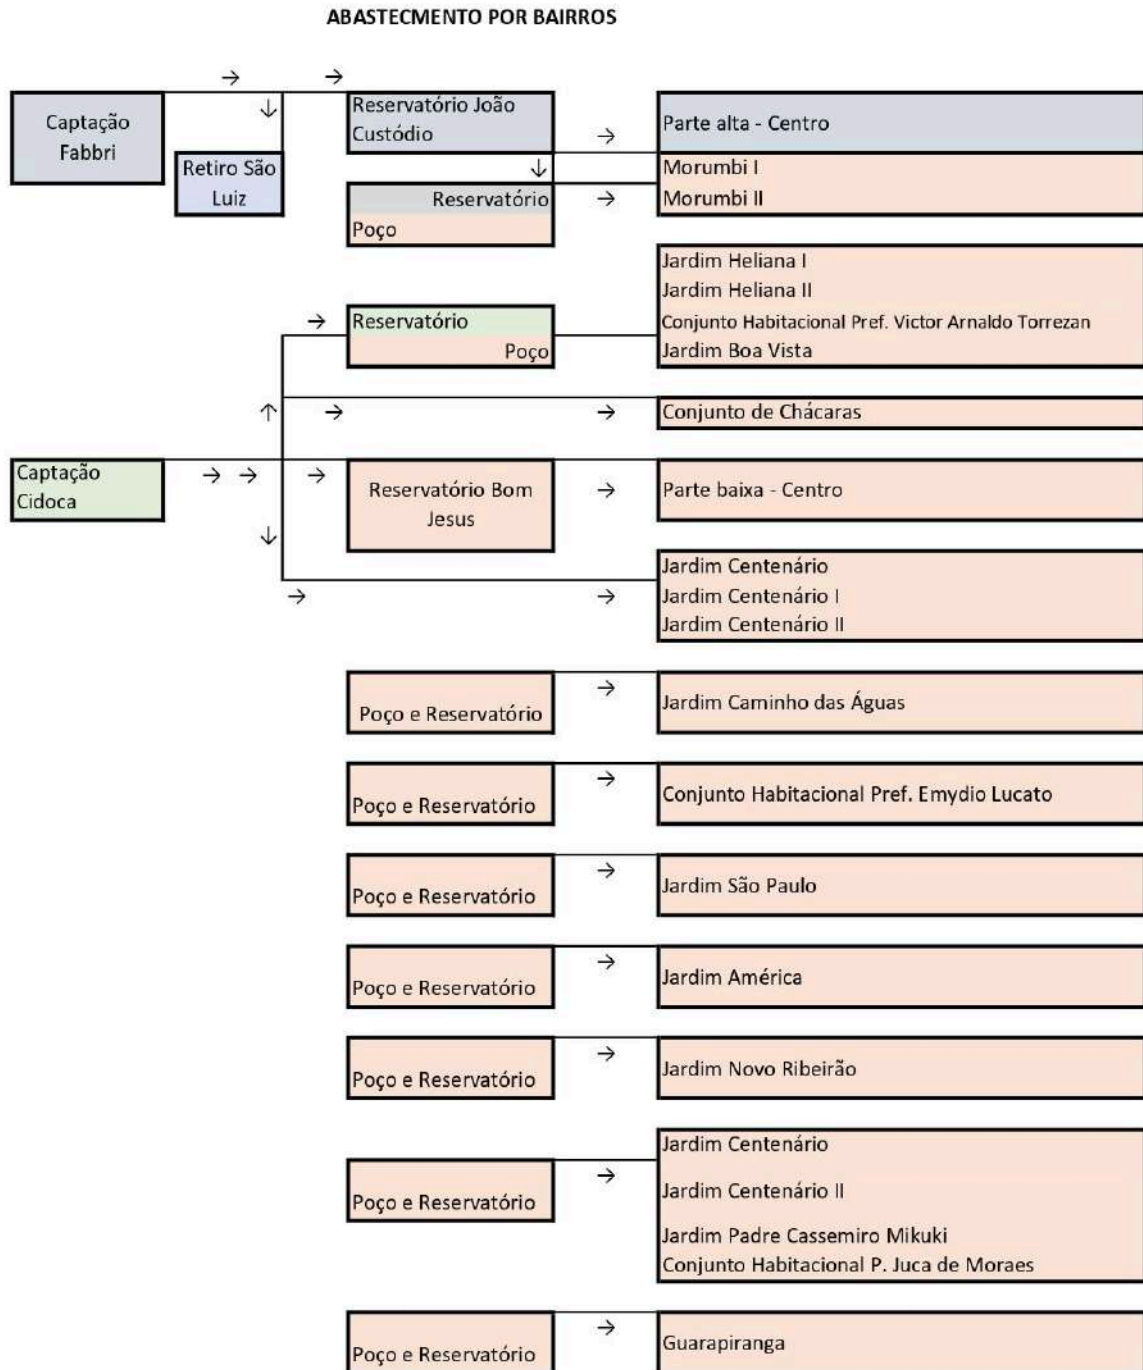 ABASTECMENTO POR BAIRROS
Captação
Fabbri
Retiro São
Luiz
Reservatório João
Custódio
Parte alta - Centro
Reservatório
Poço
Morumbi I
Morumbi II
Reservatório
Poço
Jardim Heliana I
Jardim Heliana II
Conjunto Habitacional Pref. Victor Arnaldo Torrezan
Jardim Boa Vista
Conjunto de Chácaras
Captação
Cidoca
Reservatório Bom
Jesus
Parte baixa - Centro
Jardim Centenário
Jardim Centenário I
Jardim Centenário II
Poço e Reservatório
Jardim Caminho das Águas
Poço e Reservatório
Conjunto Habitacional Pref. Emydio Lucato
Poço e Reservatório
Jardim São Paulo
Poço e Reservatório
Jardim América
Poço e Reservatório
Jardim Novo Ribeirão
Poço e Reservatório
Jardim Centenário
Jardim Centenário II
Jardim Padre Cassemiro Mikuki
Conjunto Habitacional P. Juca de Moraes
Poço e Reservatório
Guarapiranga